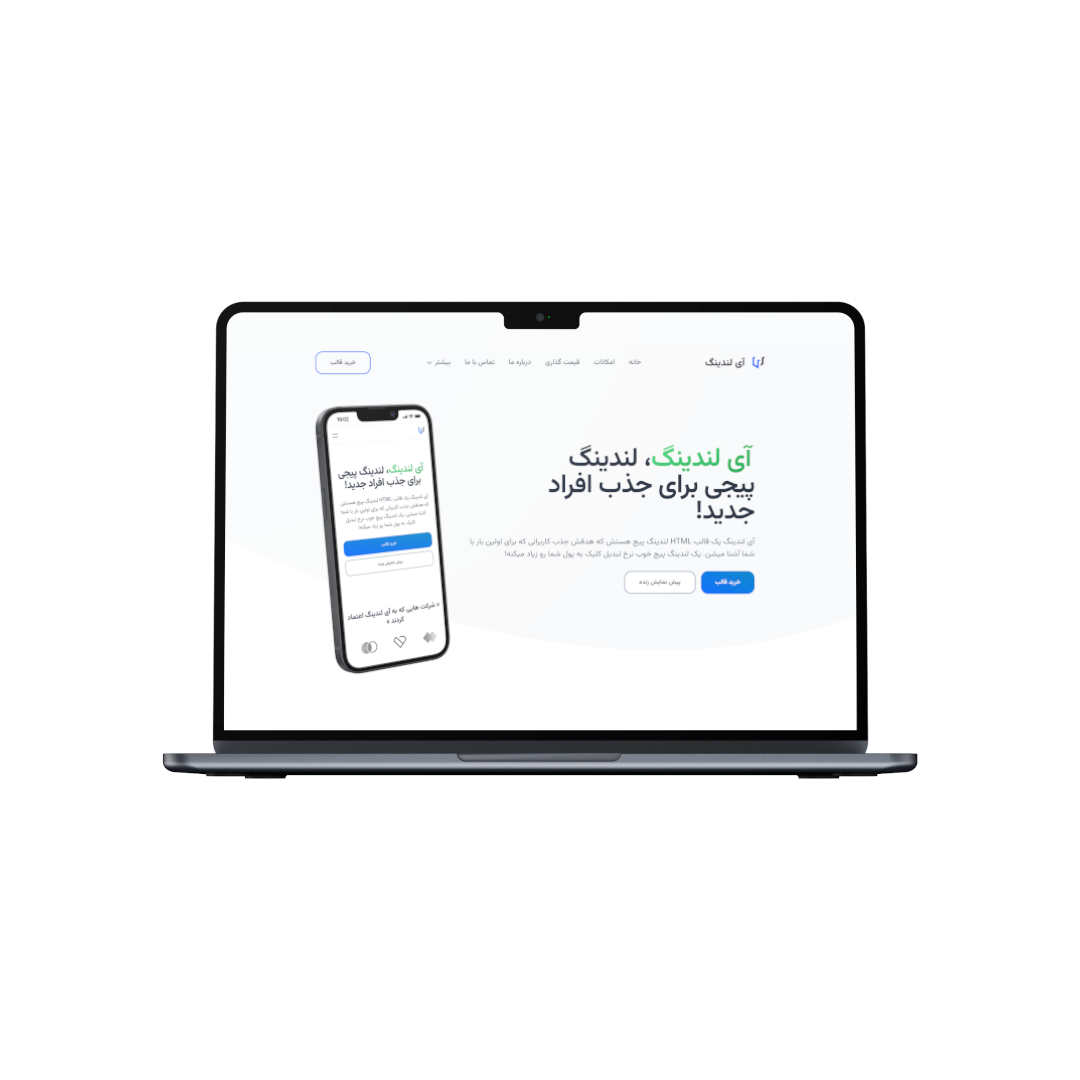 آی لندینگ
خانه
امکانات
قیمت گذاری
درباره ما
تماس با ما
بیشتر
خرید قالب
آی لندینگ، لندینگ
پیجی برای جذب افراد
جدید!
آی لندینگ یک قالب HTML لندینگ پیج هستش که هدفش جذب کاربرانی که برای اولین بار با
شما آشنا میشن. یک لندینگ پیج خوب نرخ تبدیل کلیک به پول شما رو زیاد میکنه!
خرید قالب
پیش نمایش زنده
19:02
آی لندینگ، لندینگ پیجی
برای جذب افراد جدید!
آی لندینگ یک قالب HTML لندینگ پیج هستش
که هدفش جذب کاربرانی که برای اولین بار با شما
آشنا میشن. یک لندینگ پیج خوب نرخ تبدیل
کلیک به پول شما رو زیاد میکنه!
خرید قالب
پیش نمایش زنده
شرکت هایی که به آی لندینگ اعتماد
کردند